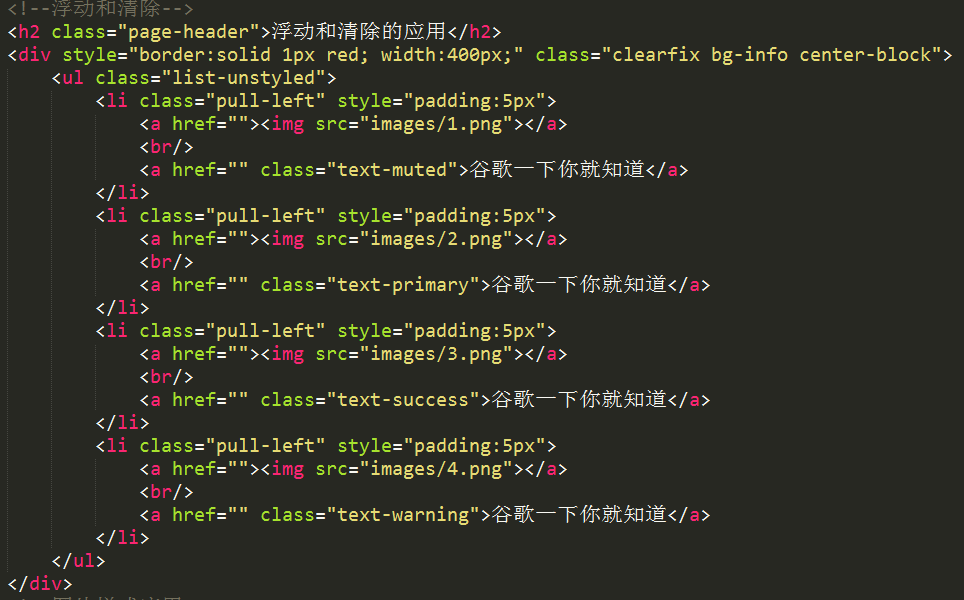 <!--浮动和清除-->
<h2 class="page-header">浮动和清除的应用</h2>
<div style="border:solid 1px red; width:400px;" class="clearfix bg-info center-block">
    <ul class="list-unstyled">
        <li class="pull-left" style="padding:5px">
            <a href=""><img src="images/1.png"></a>
            <br/>
            <a href="" class="text-muted">谷歌一下你就知道</a>
        </li>
        <li class="pull-left" style="padding:5px">
            <a href=""><img src="images/2.png"></a>
            <br/>
            <a href="" class="text-primary">谷歌一下你就知道</a>
        </li>
        <li class="pull-left" style="padding:5px">
            <a href=""><img src="images/3.png"></a>
            <br/>
            <a href="" class="text-success">谷歌一下你就知道</a>
        </li>
        <li class="pull-left" style="padding:5px">
            <a href=""><img src="images/4.png"></a>
            <br/>
            <a href="" class="text-warning">谷歌一下你就知道</a>
        </li>
    </ul>
</div>